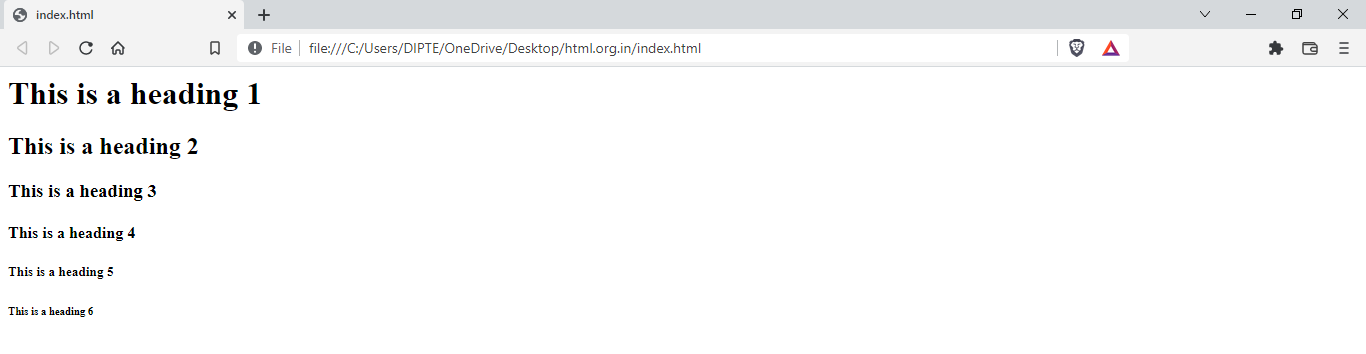 index.html
File file:///C:/Users/DIPTE/OneDrive/Desktop/html.org.in/index.html
This is a heading 1
This is a heading 2
This is a heading 3
This is a heading 4
This is a heading 5
This is a heading 6